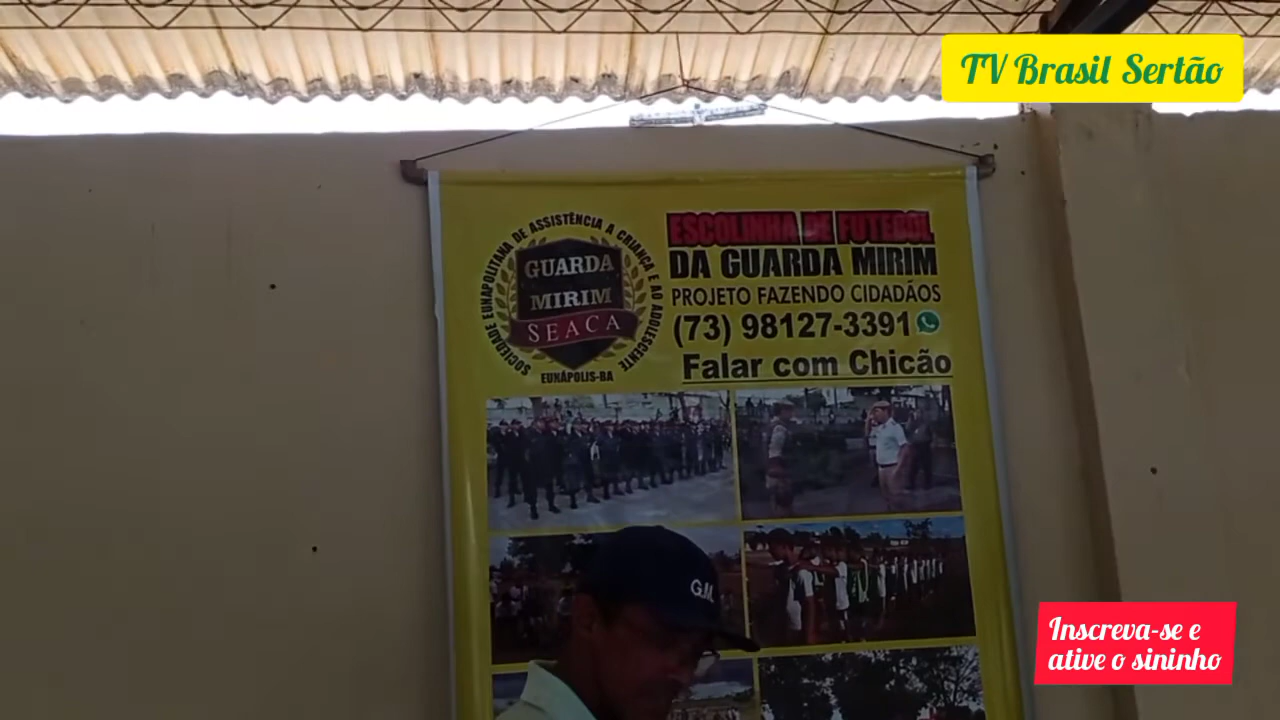 TV Brasil Sertão
SOCIEDADE EUNAPOLITANA DE ASSISTÊNCIA A CRIANÇA E AO ADOLESCENTE
GUARDA
MIRIM
SEACA
EUNÁPOLIS-BA
ESCOLINHA DE FUTEBOL
DA GUARDA MIRIM
PROJETO FAZENDO CIDADÃOS
(73) 98127-3391
Falar com Chicão
G.M.
Inscreva-se e
ative o sininho